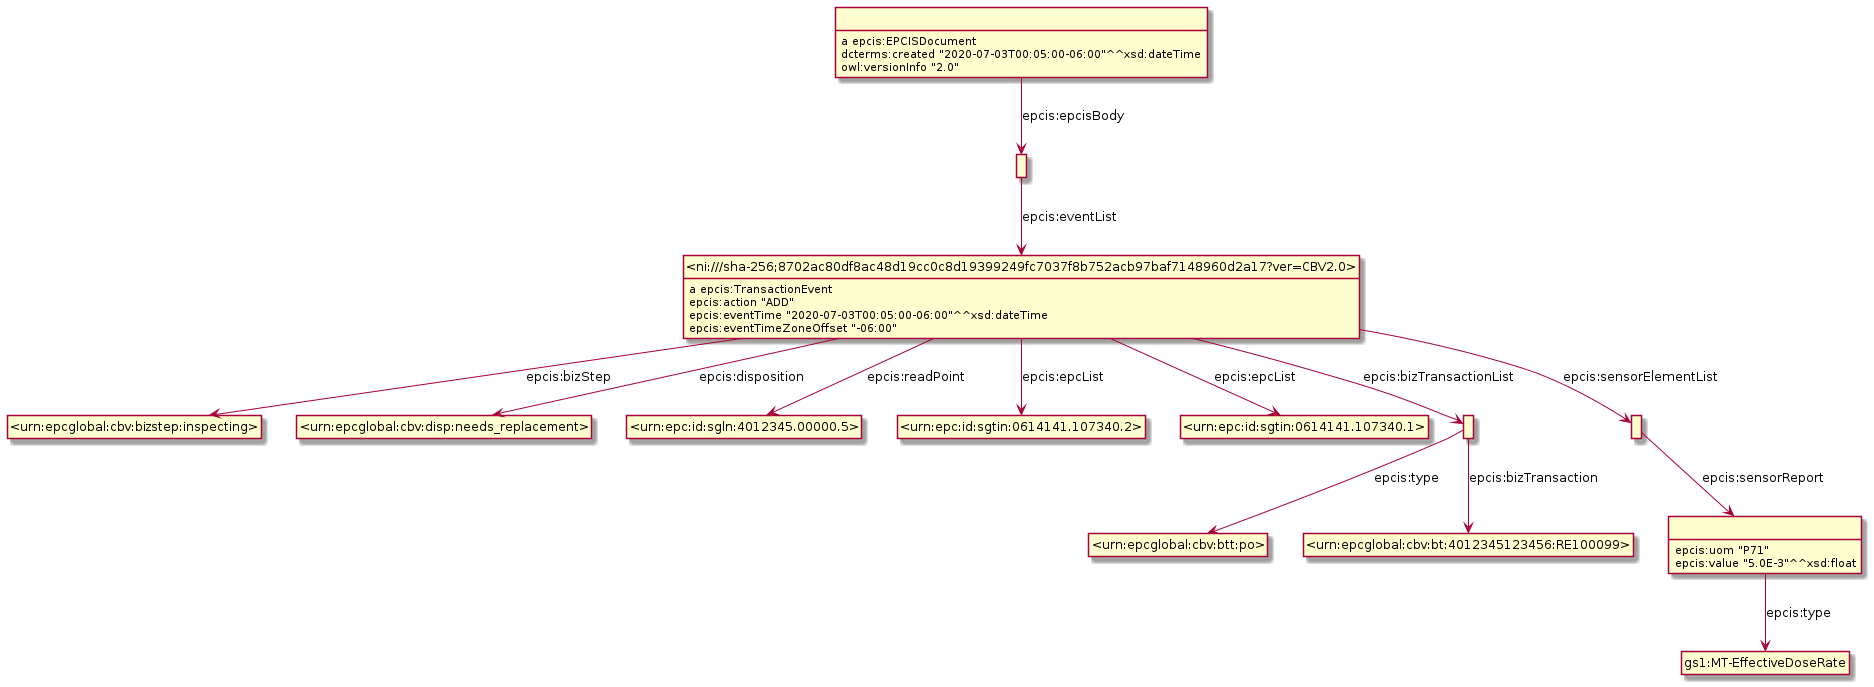 a epcis:EPCISDocument
dcterms:created "2020-07-03T00:05:00-06:00"^^xsd:dateTime
owl:versionInfo "2.0"
epcis:epcisBody
epcis:eventList
<ni:///sha-256;8702ac80df8ac48d19cc0c8d19399249fc7037f8b752acb97baf7148960d2a17?ver=CBV2.0>
a epcis:TransactionEvent
epcis:action "ADD"
epcis:eventTime "2020-07-03T00:05:00-06:00"^^xsd:dateTime
epcis:eventTimeZoneOffset "-06:00"
epcis:bizStep
epcis:disposition
epcis:readPoint
epcis:epcList
epcis:epcList
epcis:bizTransactionList
epcis:sensorElementList
<urn:epcglobal:cbv:bizstep:inspecting>
<urn:epcglobal:cbv:disp:needs_replacement>
<urn:epc:id:sgln:4012345.00000.5>
<urn:epc:id:sgtin:0614141.107340.2>
<urn:epc:id:sgtin:0614141.107340.1>
epcis:type
epcis:bizTransaction
epcis:sensorReport
<urn:epcglobal:cbv:btt:po>
<urn:epcglobal:cbv:bt:4012345123456:RE100099>
epcis:uom "P71"
epcis:value "5.0E-3"^^xsd:float
epcis:type
gs1:MT-EffectiveDoseRate